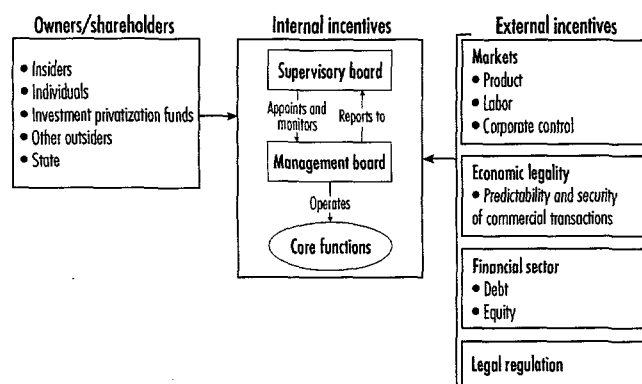 Owners/shareholders
• Insiders
• Individuals
• Investment privatization funds
• Other outsiders
• State
Internal incentives
Supervisory board
Appoints and
monitors
Reports to
Management board
Operates
Core functions
External incentives
Markets
• Product
• Labor
• Corporate control
Economic legality
• Predictability and security
of commercial transactions
Financial sector
• Debt
• Equity
Legal regulation